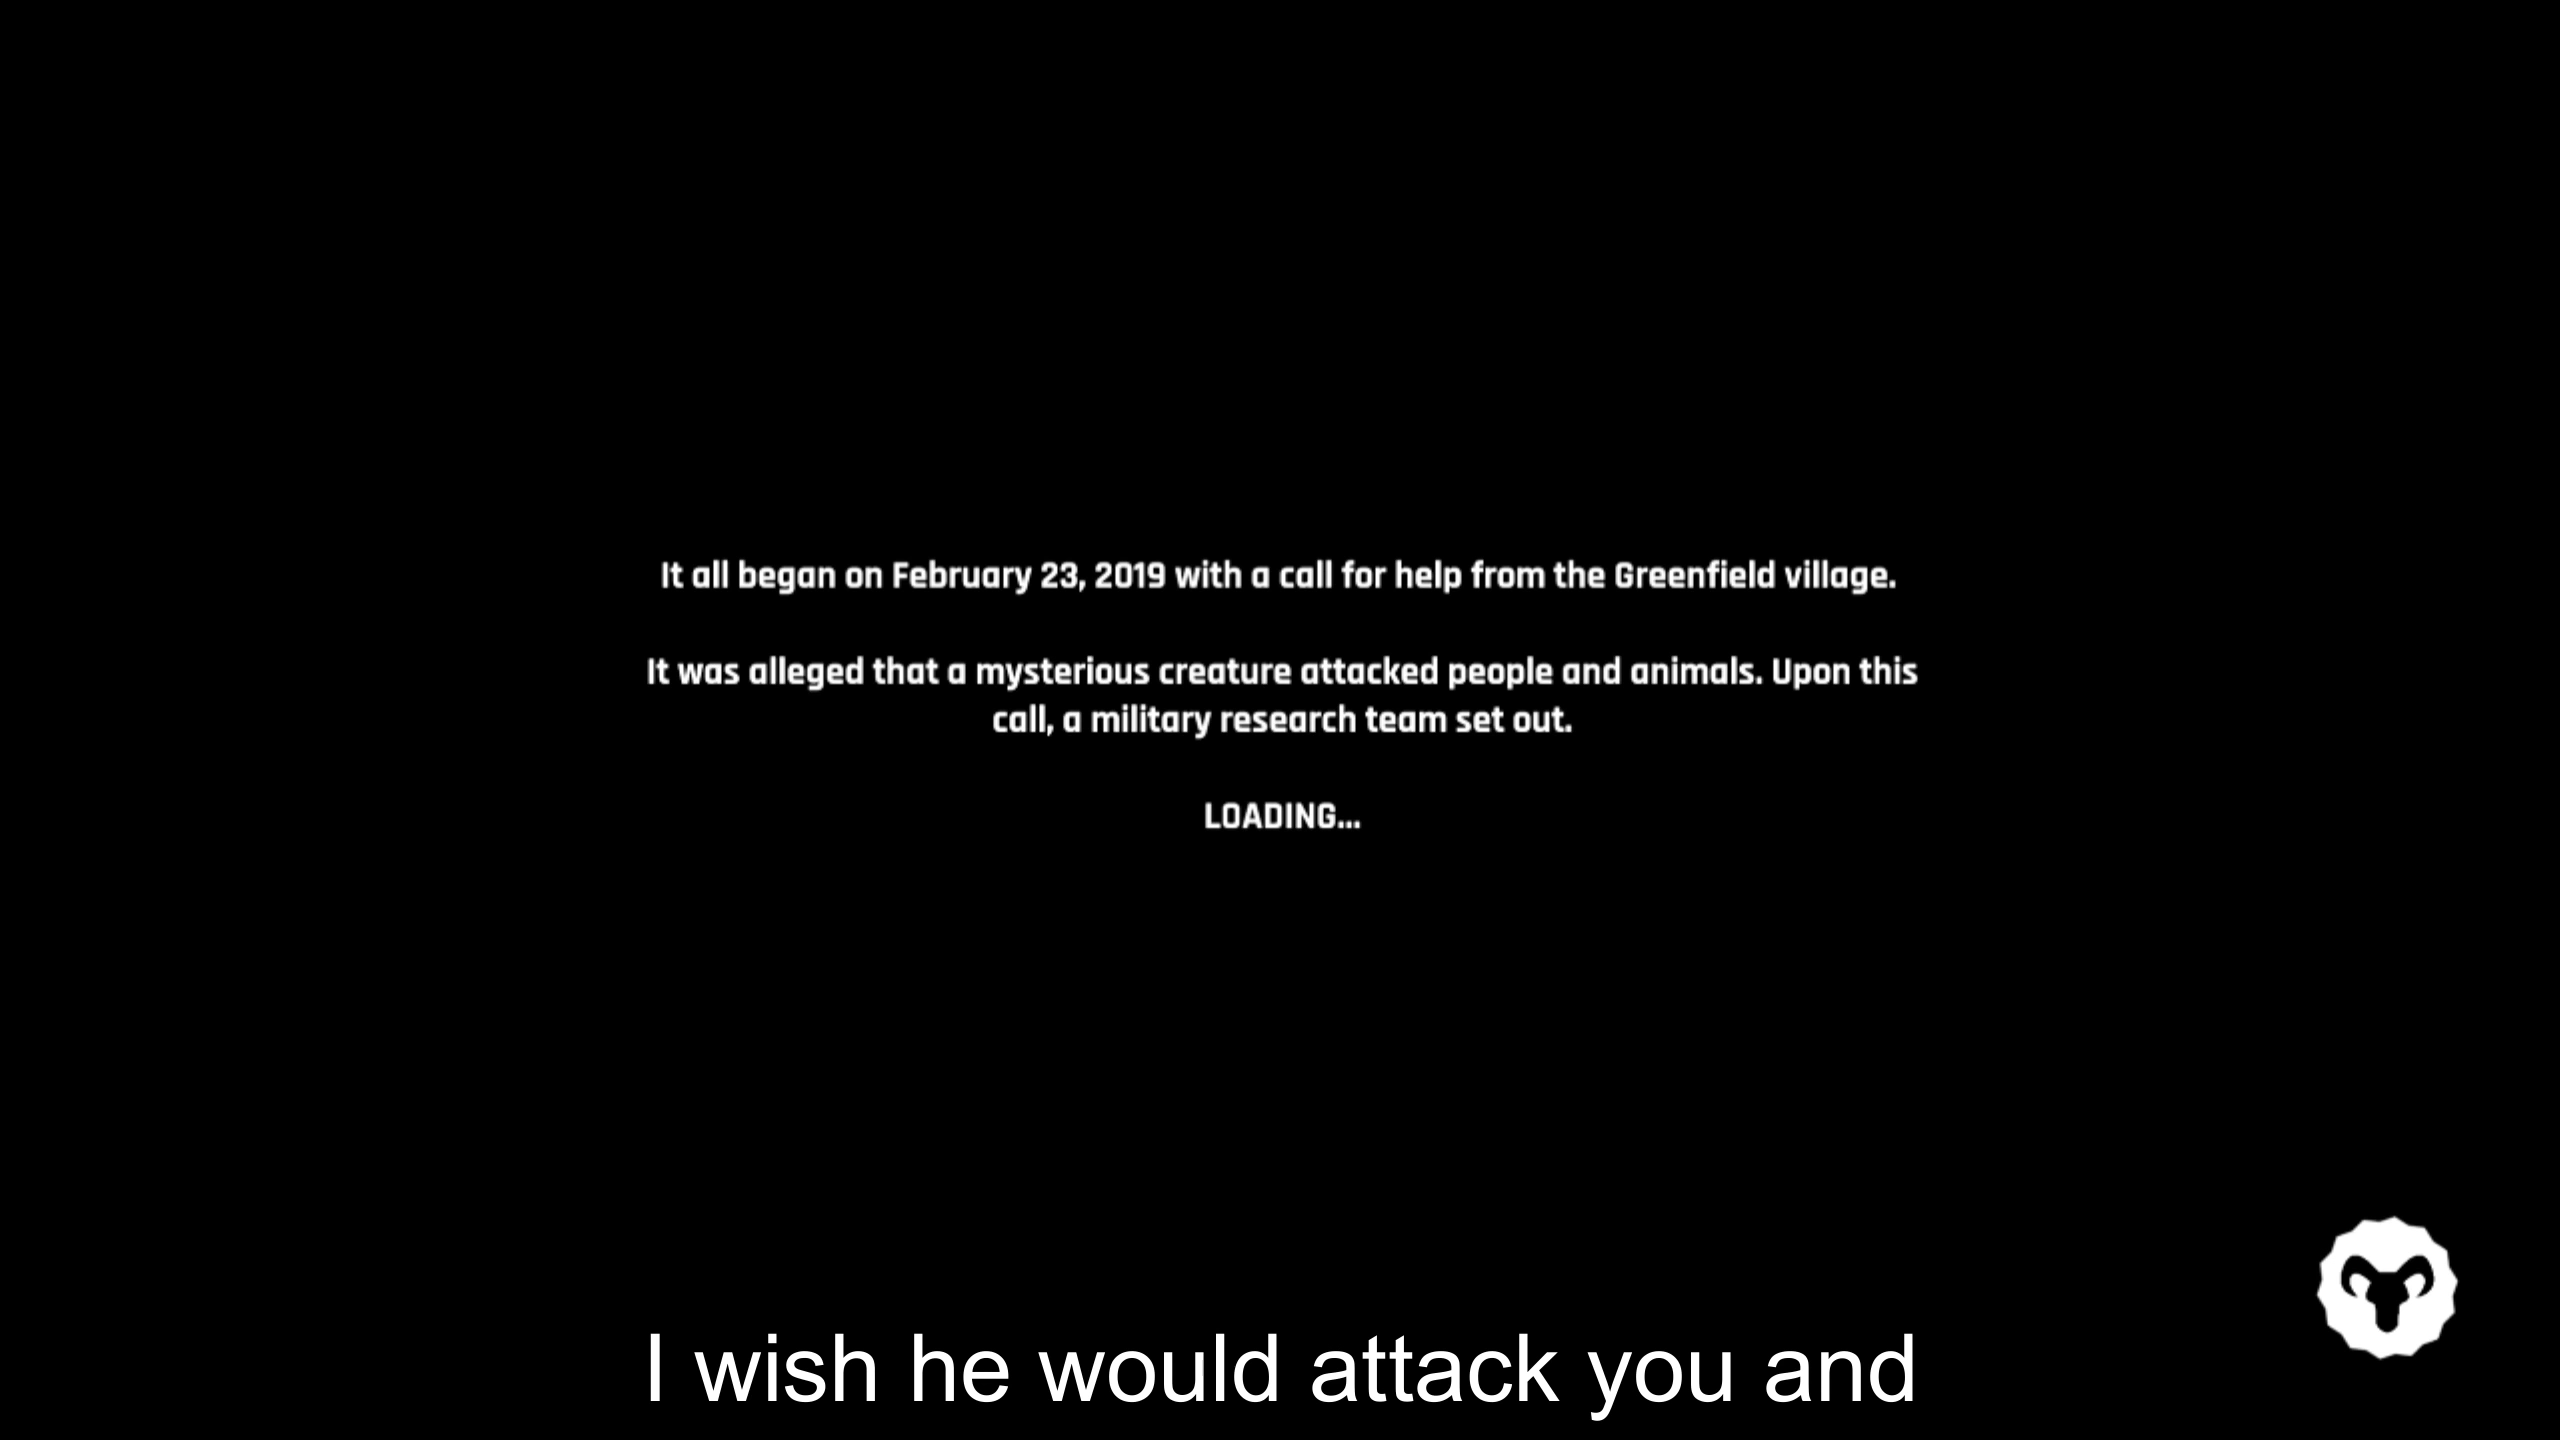 It all began on February 23, 2019 with a call for help from the Greenfield village.
It was alleged that a mysterious creature attacked people and animals. Upon this
call, a military research team set out.
LOADING...
I wish he would attack you and